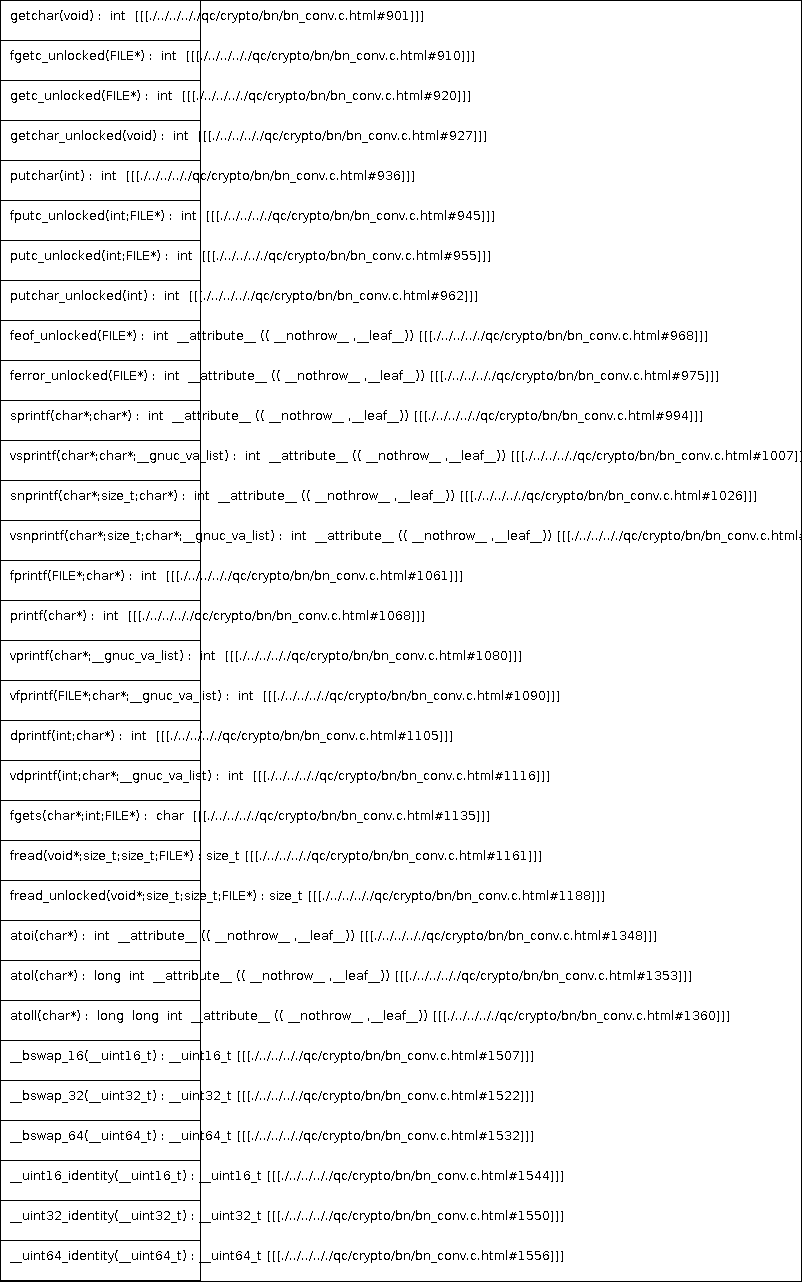 getchar(void) :  int  [[[./../../../../qc/crypto/bn/bn_conv.c.html#901]]]
fgetc_unlocked(FILE*) :  int  [[[./../../../../qc/crypto/bn/bn_conv.c.html#910]]]
getc_unlocked(FILE*) :  int  [[[./../../../../qc/crypto/bn/bn_conv.c.html#920]]]
getchar_unlocked(void) :  int  [[[./../../../../qc/crypto/bn/bn_conv.c.html#927]]]
putchar(int) :  int  [[[./../../../../qc/crypto/bn/bn_conv.c.html#936]]]
fputc_unlocked(int;FILE*) :  int  [[[./../../../../qc/crypto/bn/bn_conv.c.html#945]]]
putc_unlocked(int;FILE*) :  int  [[[./../../../../qc/crypto/bn/bn_conv.c.html#955]]]
putchar_unlocked(int) :  int  [[[./../../../../qc/crypto/bn/bn_conv.c.html#962]]]
feof_unlocked(FILE*) :  int  __attribute__ (( __nothrow__ ,__leaf__)) [[[./../../../../qc/crypto/bn/bn_conv.c.html#968]]]
ferror_unlocked(FILE*) :  int  __attribute__ (( __nothrow__ ,__leaf__)) [[[./../../../../qc/crypto/bn/bn_conv.c.html#975]]]
sprintf(char*;char*) :  int  __attribute__ (( __nothrow__ ,__leaf__)) [[[./../../../../qc/crypto/bn/bn_conv.c.html#994]]]
vsprintf(char*;char*;__gnuc_va_list) :  int  __attribute__ (( __nothrow__ ,__leaf__)) [[[./../../../../qc/crypto/bn/bn_conv.c.html#1007]]
snprintf(char*;size_t;char*) :  int  __attribute__ (( __nothrow__ ,__leaf__)) [[[./../../../../qc/crypto/bn/bn_conv.c.html#1026]]]
vsnprintf(char*;size_t;char*;__gnuc_va_list) :  int  __attribute__ (( __nothrow__ ,__leaf__)) [[[./../../../../qc/crypto/bn/bn_conv.c.html#
fprintf(FILE*;char*) :  int  [[[./../../../../qc/crypto/bn/bn_conv.c.html#1061]]]
printf(char*) :  int  [[[./../../../../qc/crypto/bn/bn_conv.c.html#1068]]]
vprintf(char*;__gnuc_va_list) :  int  [[[./../../../../qc/crypto/bn/bn_conv.c.html#1080]]]
vfprintf(FILE*;char*;__gnuc_va_list) :  int  [[[./../../../../qc/crypto/bn/bn_conv.c.html#1090]]]
dprintf(int;char*) :  int  [[[./../../../../qc/crypto/bn/bn_conv.c.html#1105]]]
vdprintf(int;char*;__gnuc_va_list) :  int  [[[./../../../../qc/crypto/bn/bn_conv.c.html#1116]]]
fgets(char*;int;FILE*) :  char  [[[./../../../../qc/crypto/bn/bn_conv.c.html#1135]]]
fread(void*;size_t;size_t;FILE*) : size_t [[[./../../../../qc/crypto/bn/bn_conv.c.html#1161]]]
fread_unlocked(void*;size_t;size_t;FILE*) : size_t [[[./../../../../qc/crypto/bn/bn_conv.c.html#1188]]]
atoi(char*) :  int  __attribute__ (( __nothrow__ ,__leaf__)) [[[./../../../../qc/crypto/bn/bn_conv.c.html#1348]]]
atol(char*) :  long  int  __attribute__ (( __nothrow__ ,__leaf__)) [[[./../../../../qc/crypto/bn/bn_conv.c.html#1353]]]
atoll(char*) :  long  long  int  __attribute__ (( __nothrow__ ,__leaf__)) [[[./../../../../qc/crypto/bn/bn_conv.c.html#1360]]]
__bswap_16(__uint16_t) : __uint16_t [[[./../../../../qc/crypto/bn/bn_conv.c.html#1507]]]
__bswap_32(__uint32_t) : __uint32_t [[[./../../../../qc/crypto/bn/bn_conv.c.html#1522]]]
__bswap_64(__uint64_t) : __uint64_t [[[./../../../../qc/crypto/bn/bn_conv.c.html#1532]]]
__uint16_identity(__uint16_t) : __uint16_t [[[./../../../../qc/crypto/bn/bn_conv.c.html#1544]]]
__uint32_identity(__uint32_t) : __uint32_t [[[./../../../../qc/crypto/bn/bn_conv.c.html#1550]]]
__uint64_identity(__uint64_t) : __uint64_t [[[./../../../../qc/crypto/bn/bn_conv.c.html#1556]]]